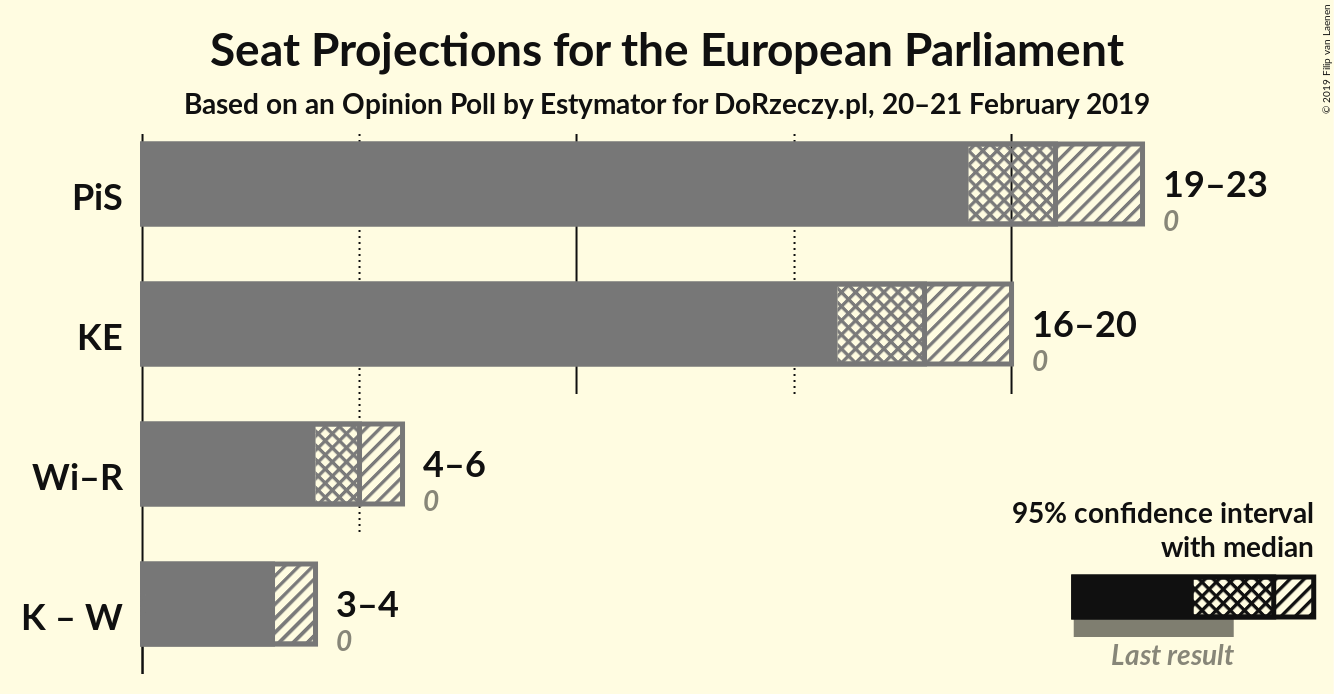 Seat Projections for the European Parliament
Based on an Opinion Poll by Estymator for DoRzeczy.pl, 20–21 February 2019
© 2019 Filip van Laenen
PiS
19–23
0
KE
16–20
0
Wi–R
4–6
0
K – W
3–4
0
95% confidence interval
with median
Last result